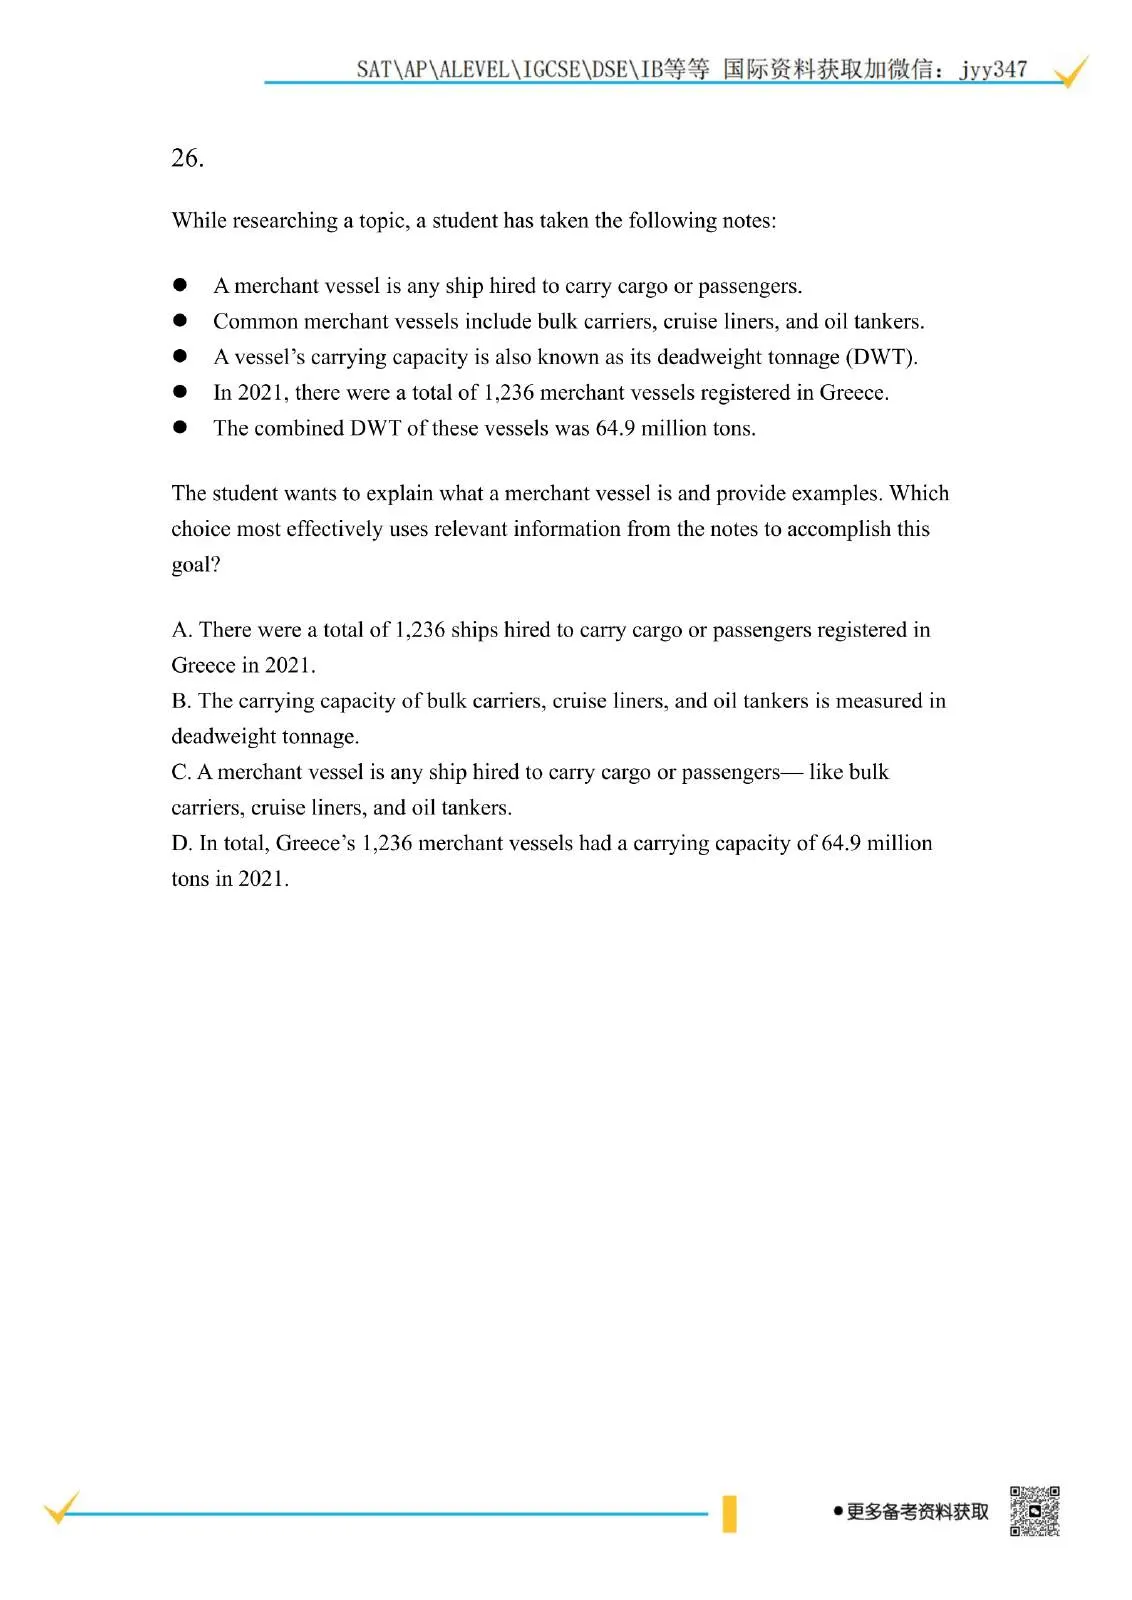 SAT\AP\ALEVEL\IGCSE\DSE\IB等等 国际资料获取加微信：jyy347
26.
While researching a topic, a student has taken the following notes:
● A merchant vessel is any ship hired to carry cargo or passengers.
● Common merchant vessels include bulk carriers, cruise liners, and oil tankers.
● A vessel’s carrying capacity is also known as its deadweight tonnage (DWT).
● In 2021, there were a total of 1,236 merchant vessels registered in Greece.
● The combined DWT of these vessels was 64.9 million tons.
The student wants to explain what a merchant vessel is and provide examples. Which
choice most effectively uses relevant information from the notes to accomplish this
goal?
A. There were a total of 1,236 ships hired to carry cargo or passengers registered in
Greece in 2021.
B. The carrying capacity of bulk carriers, cruise liners, and oil tankers is measured in
deadweight tonnage.
C. A merchant vessel is any ship hired to carry cargo or passengers— like bulk
carriers, cruise liners, and oil tankers.
D. In total, Greece’s 1,236 merchant vessels had a carrying capacity of 64.9 million
tons in 2021.
●更多备考资料获取